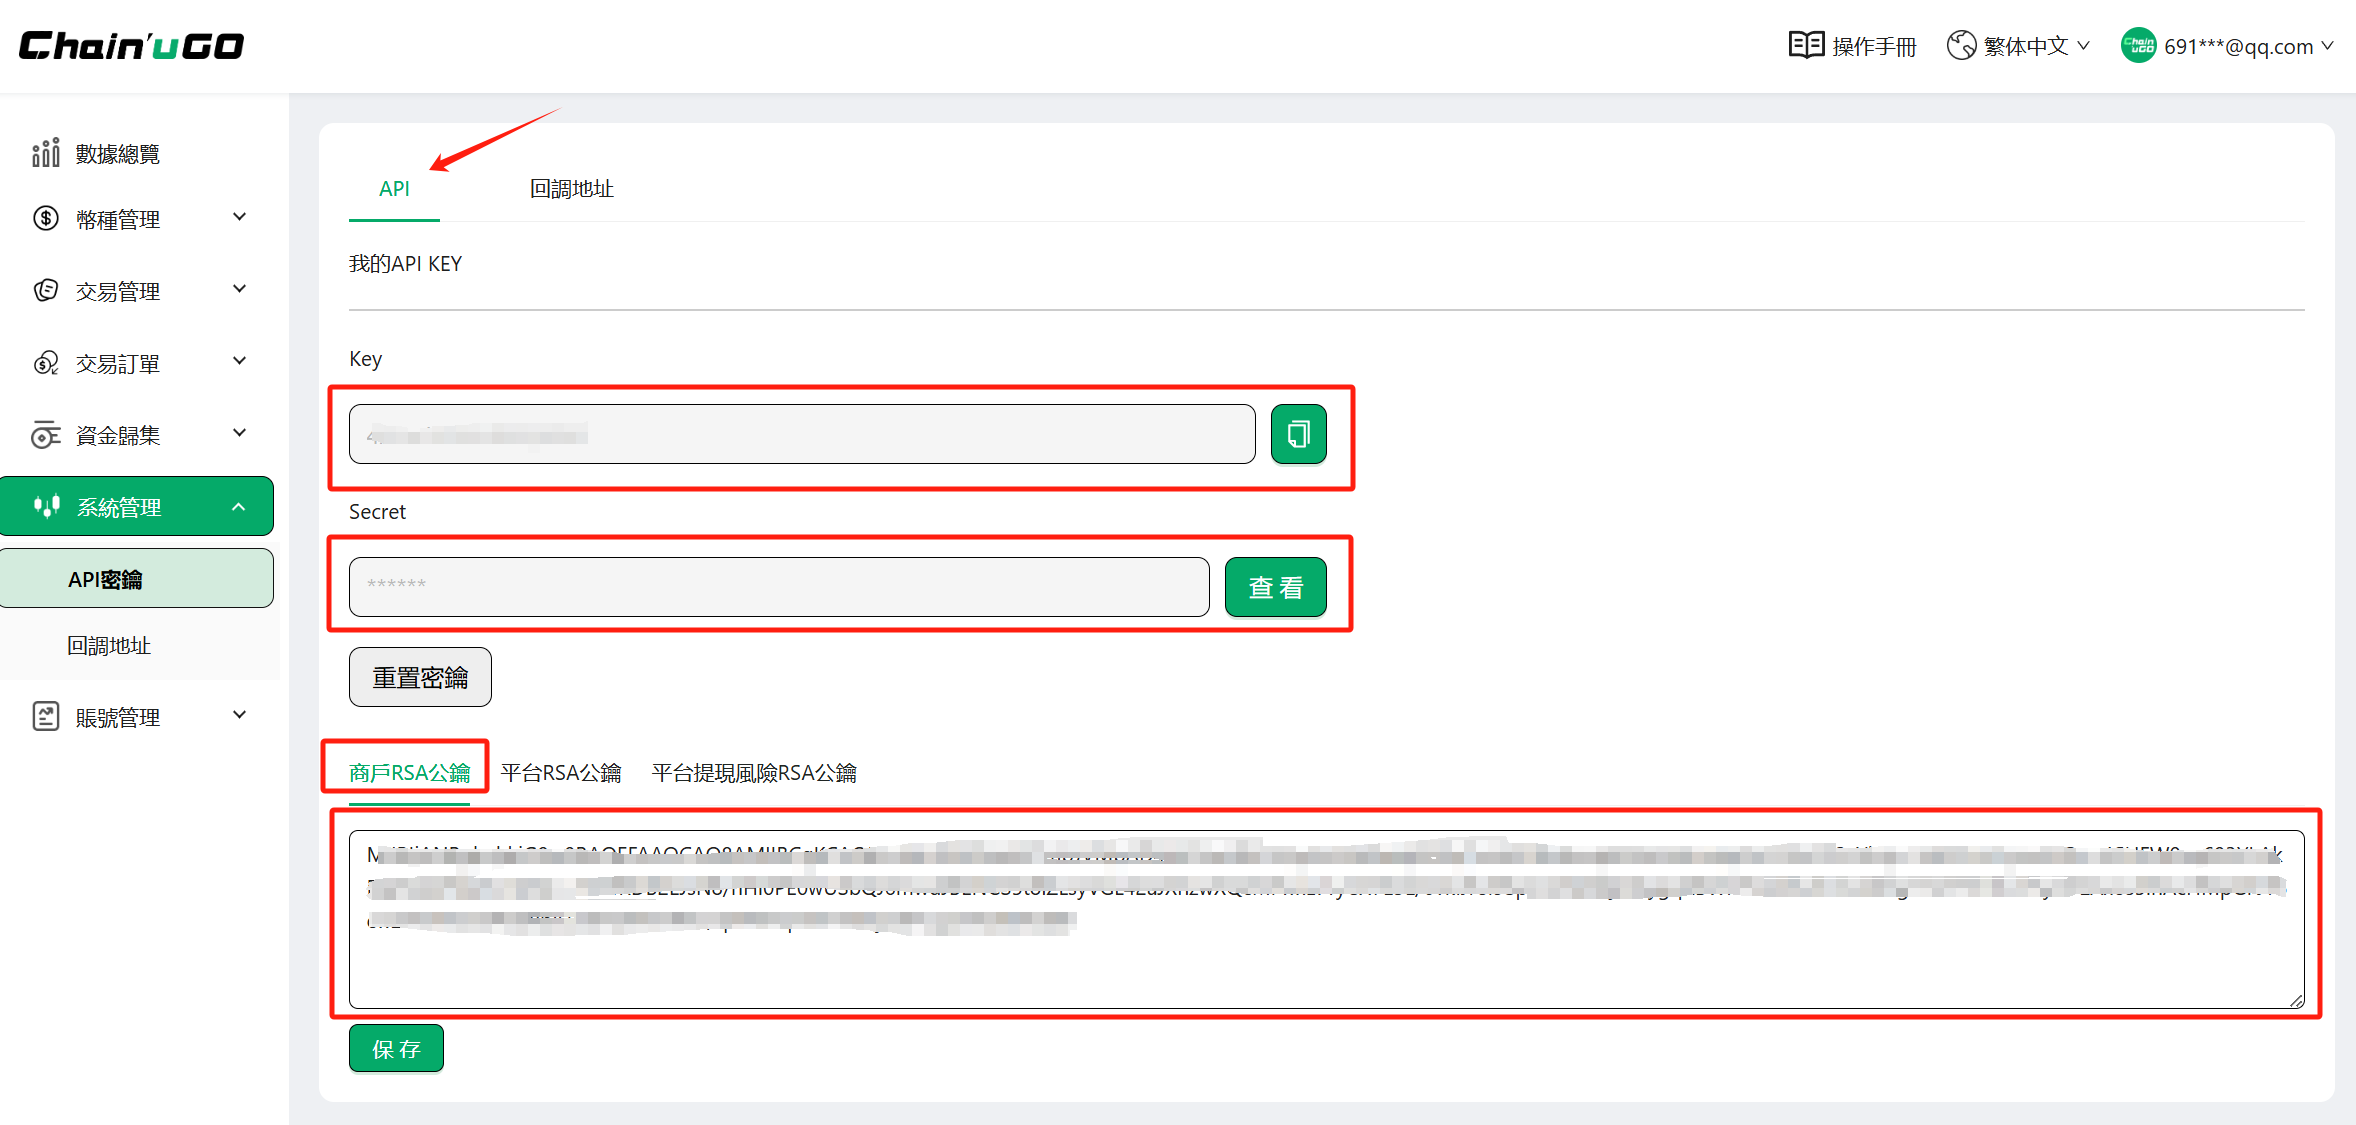 Chain'uGO
操作手冊
繁体中文
691***@qq.com
數據總覽
幣種管理
交易管理
交易訂單
資金歸集
系統管理
API密鑰
回調地址
賬號管理
API
回調地址
我的API KEY
Key
Secret
******
查看
重置密鑰
商戶RSA公鑰
平台RSA公鑰
平台提現風險RSA公鑰
保存